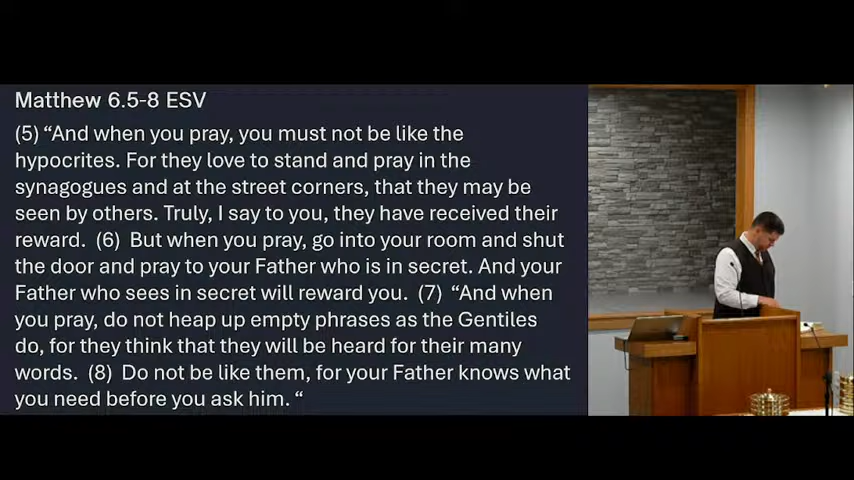 Matthew 6.5-8 ESV
(5) “And when you pray, you must not be like the
hypocrites. For they love to stand and pray in the
synagogues and at the street corners, that they may be
seen by others. Truly, I say to you, they have received their
reward.  (6)  But when you pray, go into your room and shut
the door and pray to your Father who is in secret. And your
Father who sees in secret will reward you.  (7)  “And when
you pray, do not heap up empty phrases as the Gentiles
do, for they think that they will be heard for their many
words.  (8)  Do not be like them, for your Father knows what
you need before you ask him. “